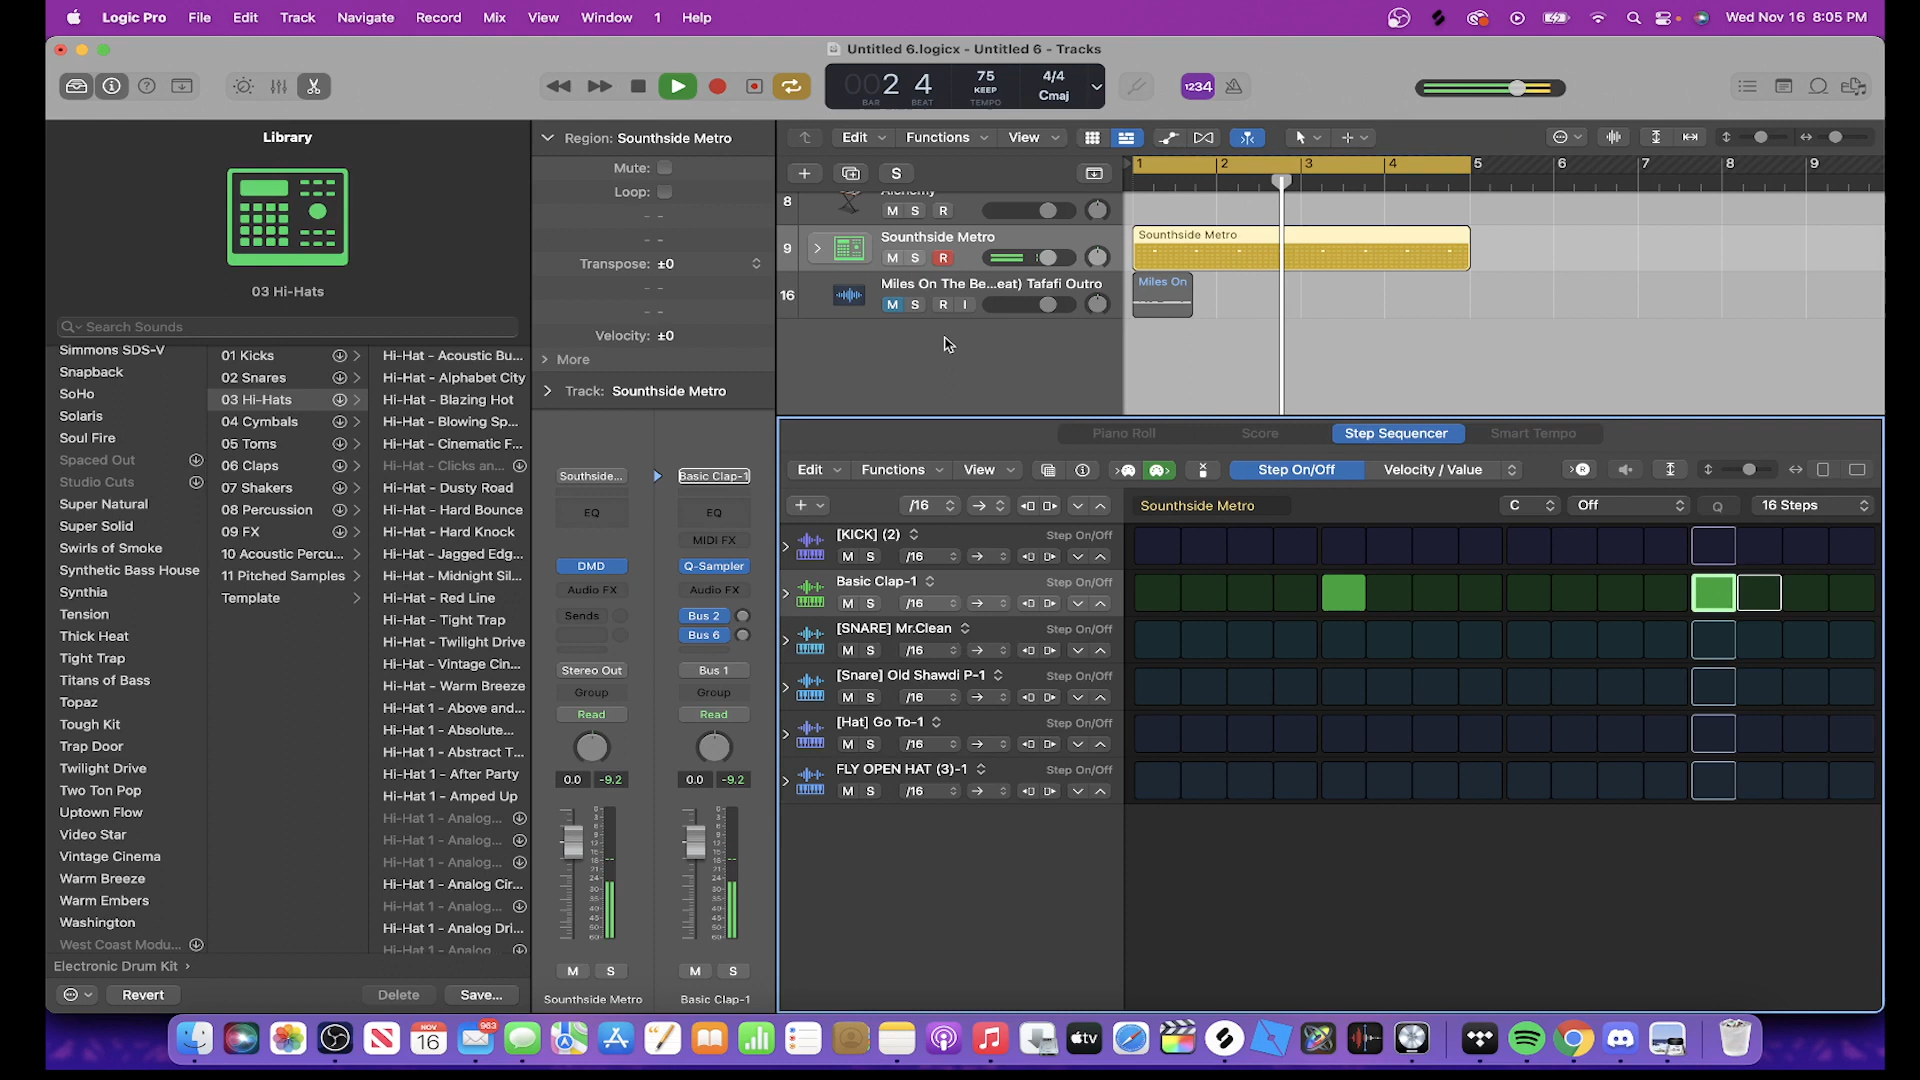 Logic Pro File Edit Track Navigate Record Mix View Window 1 Help Wed Nov 16 8:05 PM
Untitled 6.logicx - Untitled 6 - Tracks
002 4 75 KEEP 4/4 Cmaj 1234
BAR BEAT TEMPO
Library
03 Hi-Hats
Search Sounds
Simmons SDS-V
Snapback
SoHo
Solaris
Soul Fire
Spaced Out
Studio Cuts
Super Natural
Super Solid
Swirls of Smoke
Synthetic Bass House
Synthia
Tension
Thick Heat
Tight Trap
Titans of Bass
Topaz
Tough Kit
Trap Door
Twilight Drive
Two Ton Pop
Uptown Flow
Video Star
Vintage Cinema
Warm Breeze
Warm Embers
Washington
West Coast Modu...
01 Kicks
02 Snares
03 Hi-Hats
04 Cymbals
05 Toms
06 Claps
07 Shakers
08 Percussion
09 FX
10 Acoustic Percu...
11 Pitched Samples
Template
Hi-Hat - Acoustic Bu...
Hi-Hat - Alphabet City
Hi-Hat - Blazing Hot
Hi-Hat - Blowing Sp...
Hi-Hat - Cinematic F...
Hi-Hat - Clicks an...
Hi-Hat - Dusty Road
Hi-Hat - Hard Bounce
Hi-Hat - Hard Knock
Hi-Hat - Jagged Edg...
Hi-Hat - Midnight Sil...
Hi-Hat - Red Line
Hi-Hat - Tight Trap
Hi-Hat - Twilight Drive
Hi-Hat - Vintage Cin...
Hi-Hat - Warm Breeze
Hi-Hat 1 - Above and...
Hi-Hat 1 - Absolute...
Hi-Hat 1 - Abstract T...
Hi-Hat 1 - After Party
Hi-Hat 1 - Amped Up
Hi-Hat 1 - Analog...
Hi-Hat 1 - Analog...
Hi-Hat 1 - Analog...
Hi-Hat 1 - Analog Cir...
Hi-Hat 1 - Analog...
Hi-Hat 1 - Analog Dri...
Hi-Hat 1 - Analog
Electronic Drum Kit
Revert Delete Save...
Region: Sounthside Metro
Mute:
Loop:
Transpose: ±0
Velocity: ±0
More
Track: Sounthside Metro
Southside... Basic Clap-1
EQ EQ
MIDI FX
DMD Q-Sampler
Audio FX Audio FX
Sends Bus 2
Bus 6
Stereo Out Bus 1
Group Group
Read Read
0.0 -9.2 0.0 -9.2
M S M S
Sounthside Metro Basic Clap-1
Edit Functions View
S
1 2 3 4 5 6 7 8 9
8 Alchemy
M S R
9 Sounthside Metro
M S R
16 Miles On The Be...eat) Tafafi Outro
M S R I
Sounthside Metro
Miles On
Piano Roll Score Step Sequencer Smart Tempo
Edit Functions View Step On/Off Velocity / Value
/16 Sounthside Metro C Off Q 16 Steps
[KICK] (2) Step On/Off
M S /16
Basic Clap-1 Step On/Off
M S /16
[SNARE] Mr.Clean Step On/Off
M S /16
[Snare] Old Shawdi P-1 Step On/Off
M S /16
[Hat] Go To-1 Step On/Off
M S /16
FLY OPEN HAT (3)-1 Step On/Off
M S /16
NOV 16 963 tv